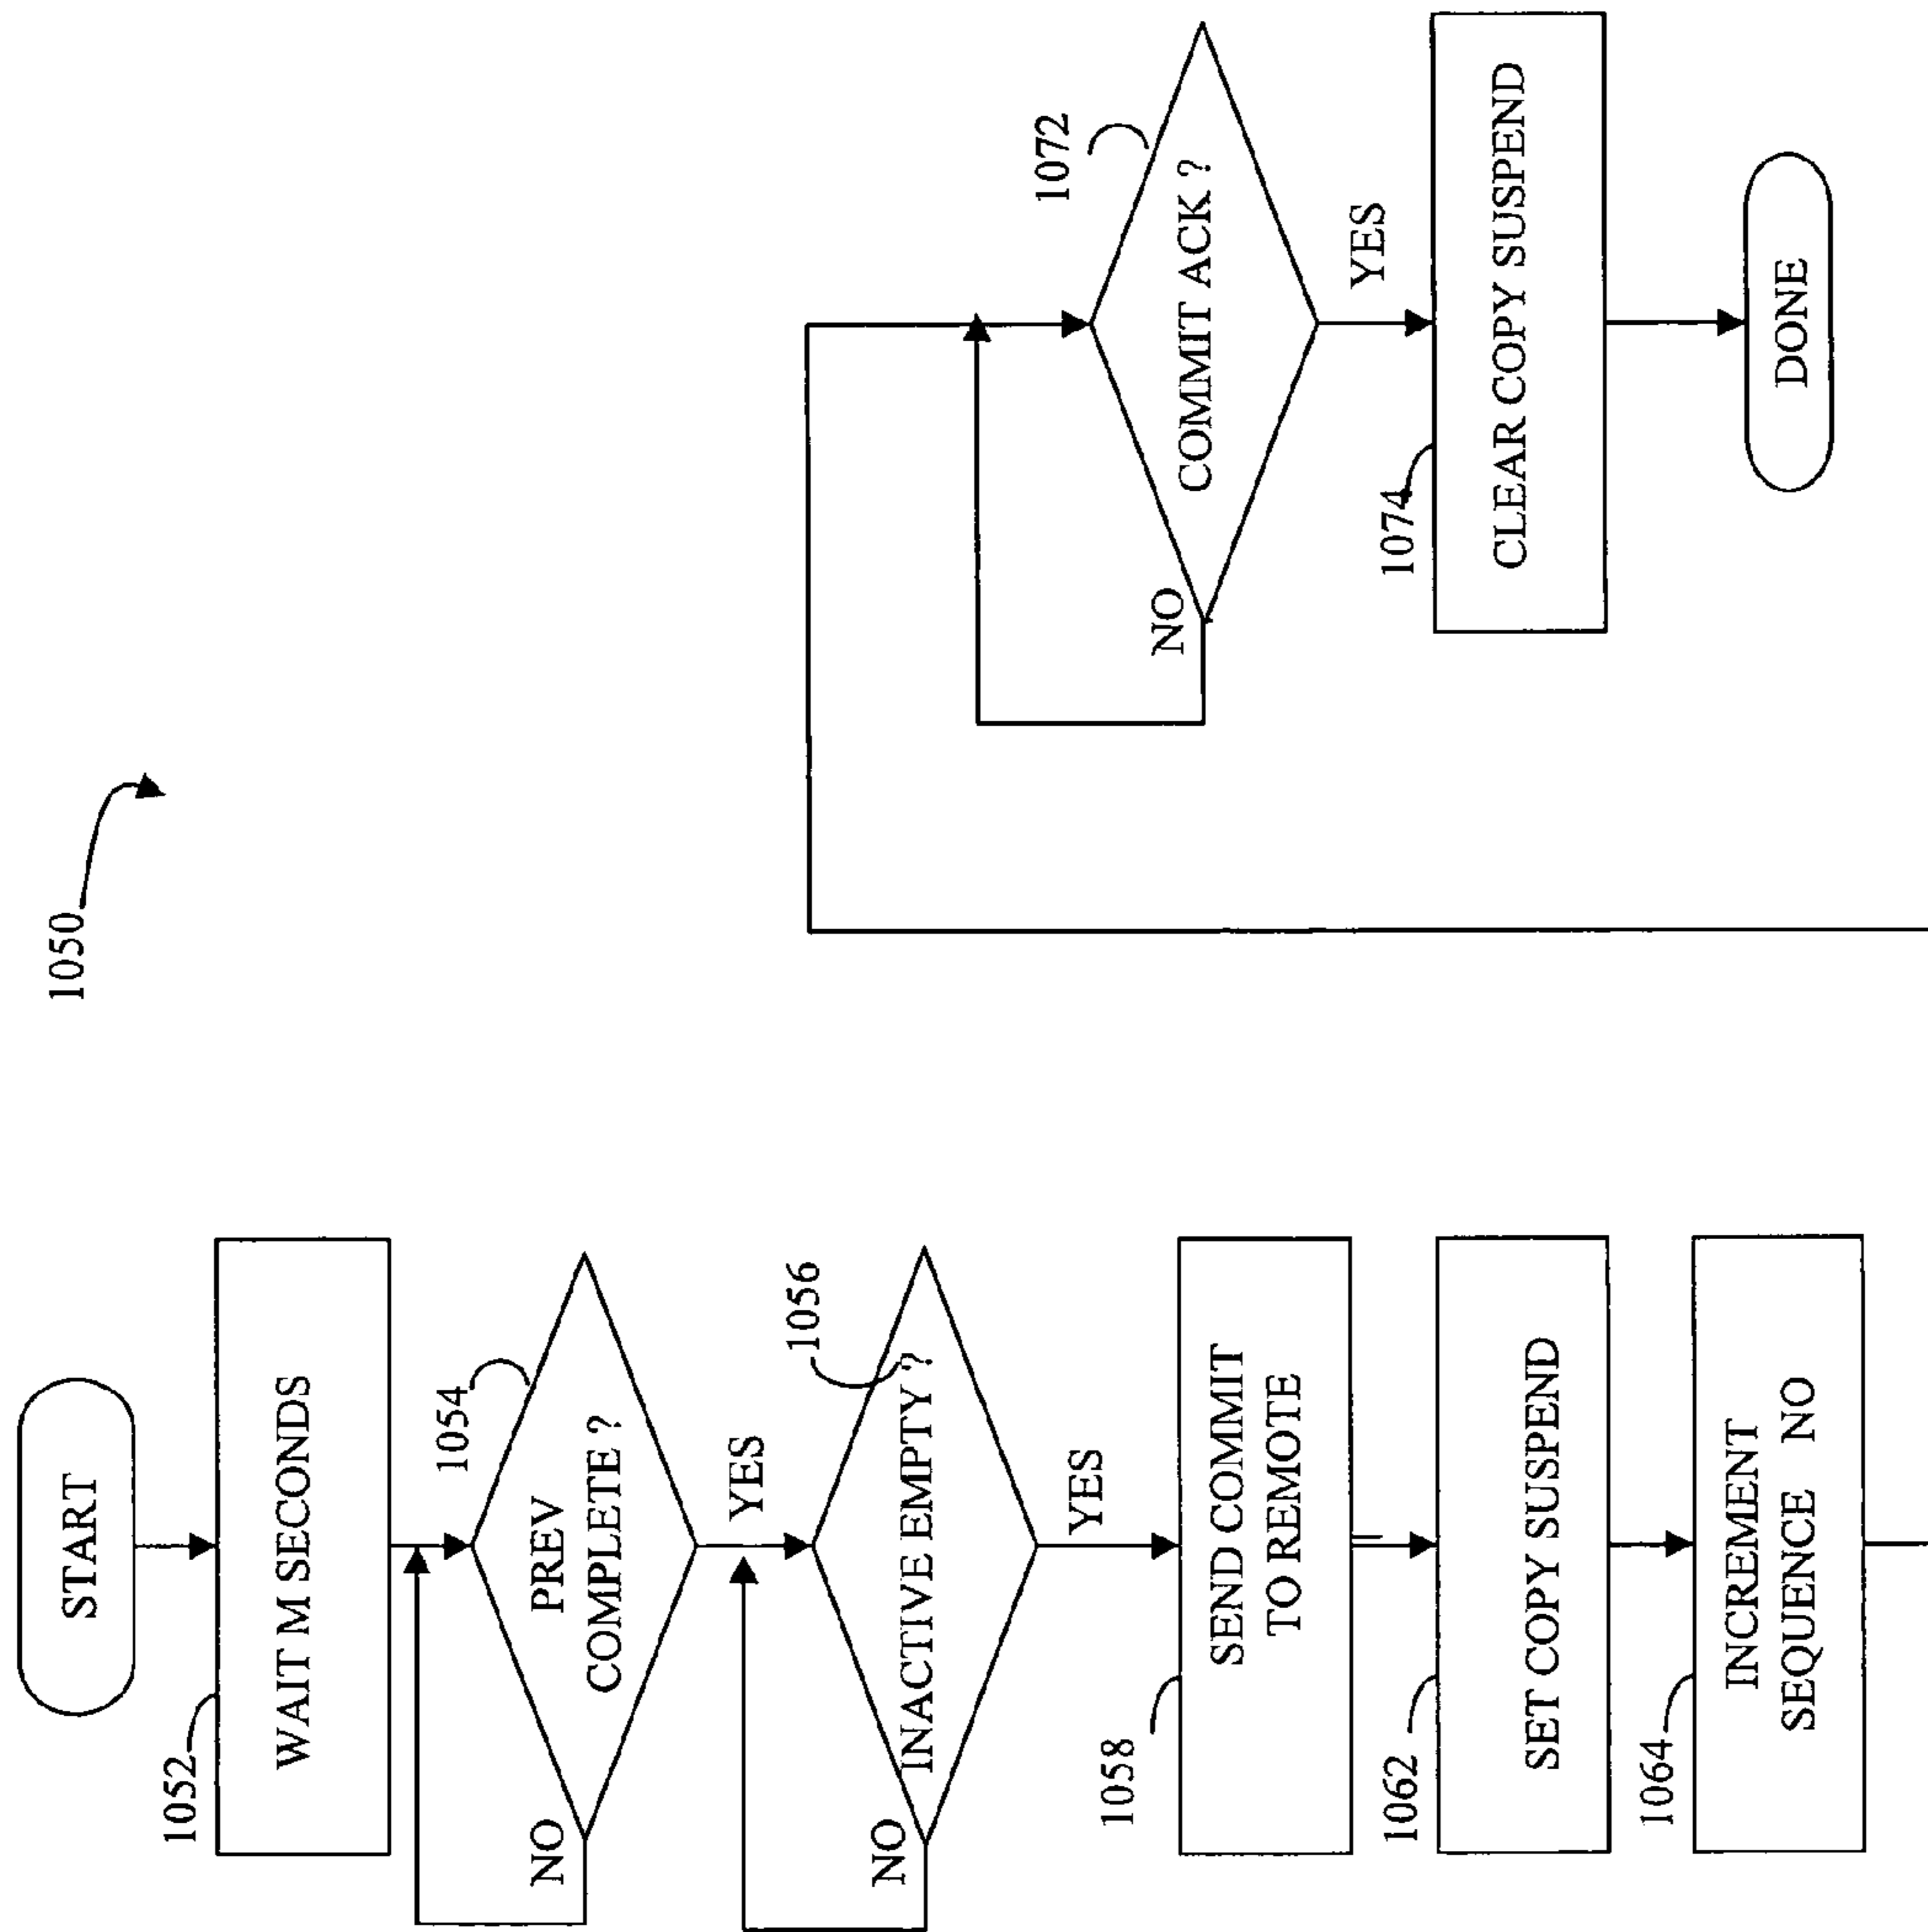 1050
START
1052
WAIT M SECONDS
1054
PREV
COMPLETE ?
NO
YES
1056
INACTIVE EMPTY ?
NO
YES
1058
SEND COMMIT
TO REMOTE
1062
SET COPY SUSPEND
1064
INCREMENT
SEQUENCE NO
1072
COMMIT ACK ?
NO
YES
1074
CLEAR COPY SUSPEND
DONE